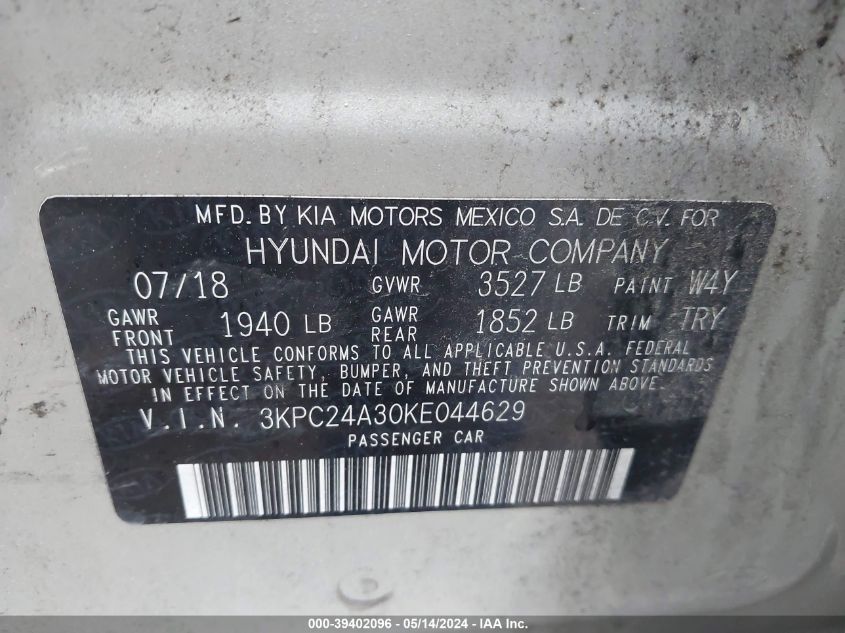 MFD. BY KIA MOTORS MEXICO S.A. DE C.V. FOR
HYUNDAI MOTOR COMPANY
07/18 GVWR 3527 LB PAINT W4Y
GAWR FRONT 1940 LB GAWR REAR 1852 LB TRIM TRY
THIS VEHICLE CONFORMS TO ALL APPLICABLE U.S.A. FEDERAL
MOTOR VEHICLE SAFETY, BUMPER, AND THEFT PREVENTION STANDARDS
IN EFFECT ON THE DATE OF MANUFACTURE SHOWN ABOVE.
V.I.N. 3KPC24A30KE044629
PASSENGER CAR
000-39402096 - 05/14/2024 - IAA Inc.